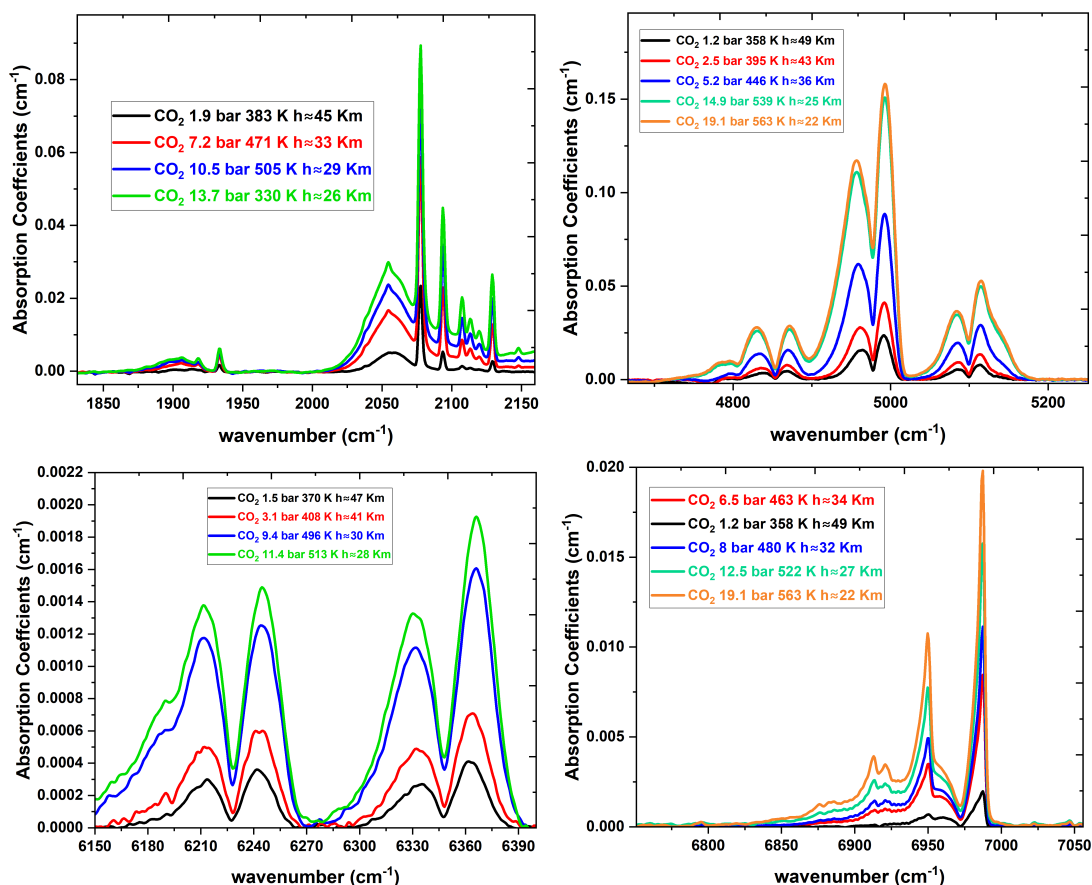 CO2 1.9 bar 383 K h≈45 Km
CO2 7.2 bar 471 K h≈33 Km
CO2 10.5 bar 505 K h≈29 Km
CO2 13.7 bar 330 K h≈26 Km
Absorption Coeffcients (cm-1)
0.08
0.06
0.04
0.02
0.00
1850 1900 1950 2000 2050 2100 2150
wavenumber (cm-1)
CO2 1.2 bar 358 K h≈49 Km
CO2 2.5 bar 395 K h≈43 Km
CO2 5.2 bar 446 K h≈36 Km
CO2 14.9 bar 539 K h≈25 Km
CO2 19.1 bar 563 K h≈22 Km
Absorption Coefficients (cm-1)
0.15
0.10
0.05
0.00
4800 5000 5200
wavenumber (cm-1)
CO2 1.5 bar 370 K h≈47 Km
CO2 3.1 bar 408 K h≈41 Km
CO2 9.4 bar 496 K h≈30 Km
CO2 11.4 bar 513 K h≈28 Km
Absorption Coefficients (cm-1)
0.0022
0.0020
0.0018
0.0016
0.0014
0.0012
0.0010
0.0008
0.0006
0.0004
0.0002
0.0000
6150 6180 6210 6240 6270 6300 6330 6360 6390
wavenumber (cm-1)
CO2 6.5 bar 463 K h≈34 Km
CO2 1.2 bar 358 K h≈49 Km
CO2 8 bar 480 K h≈32 Km
CO2 12.5 bar 522 K h≈27 Km
CO2 19.1 bar 563 K h≈22 Km
Absorption Coefficients (cm-1)
0.020
0.015
0.010
0.005
0.000
6800 6850 6900 6950 7000 7050
wavenumber (cm-1)